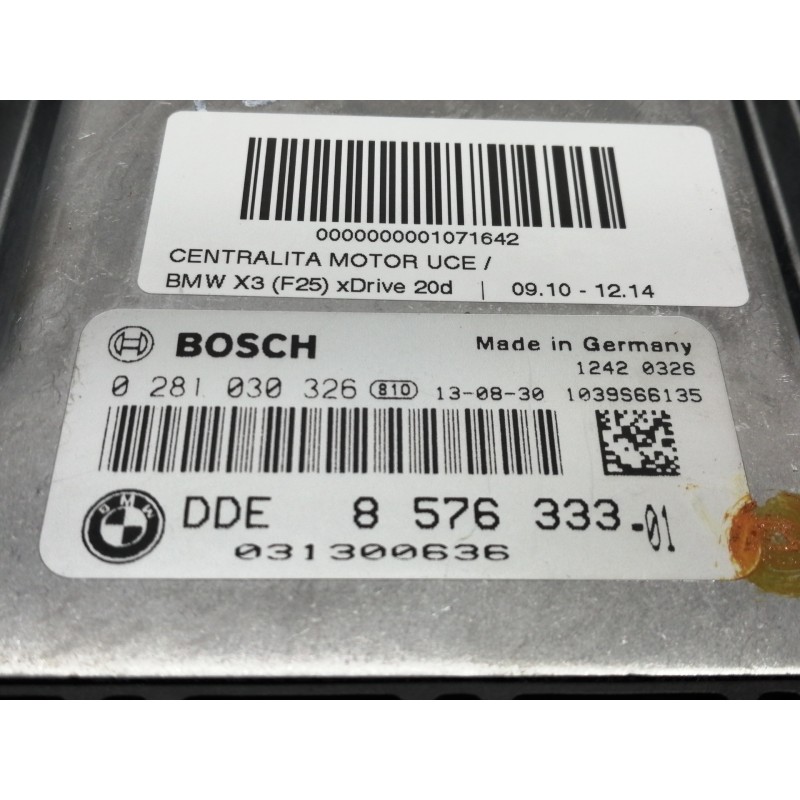 0000000001071642
CENTRALITA MOTOR UCE /
BMW X3 (F25) xDrive 20d | 09.10 - 12.14
BOSCH Made in Germany
1242 0326
0 281 030 326 810 13-08-30 1039S66135
BMW DDE 8 576 333-01
031300636